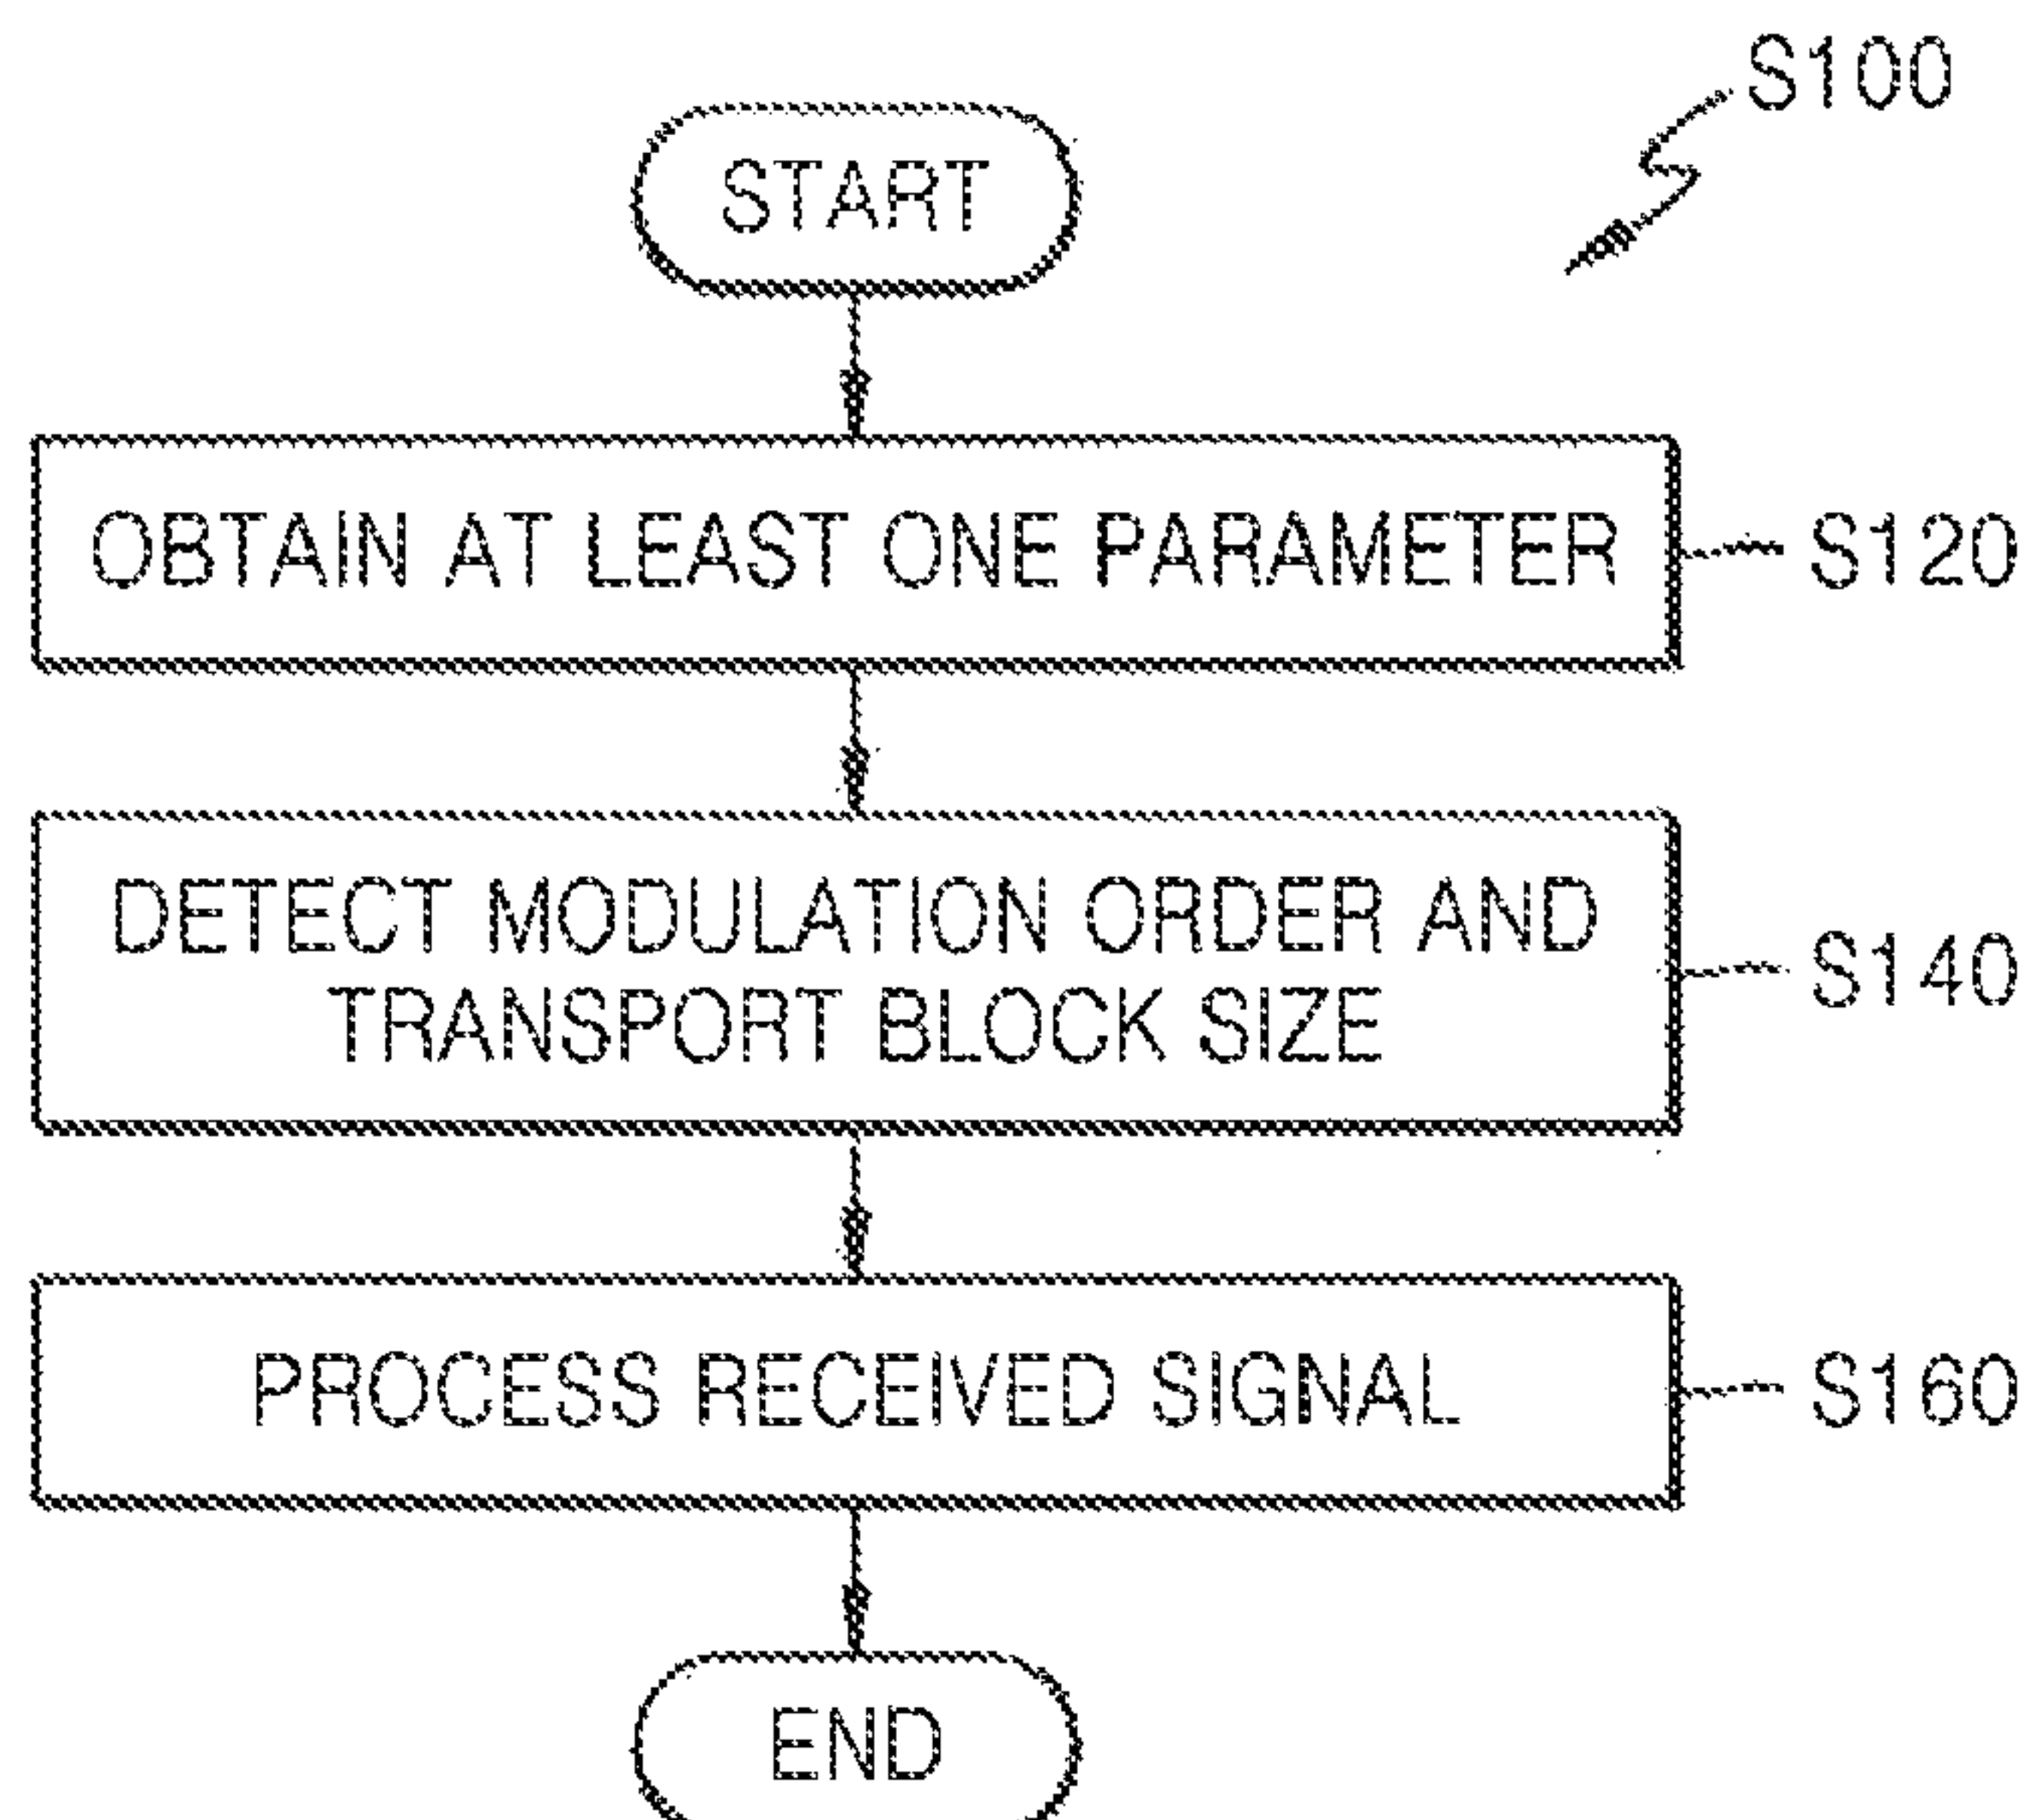 S100
START
OBTAIN AT LEAST ONE PARAMETER
S120
DETECT MODULATION ORDER AND
TRANSPORT BLOCK SIZE
S140
PROCESS RECEIVED SIGNAL
S160
END